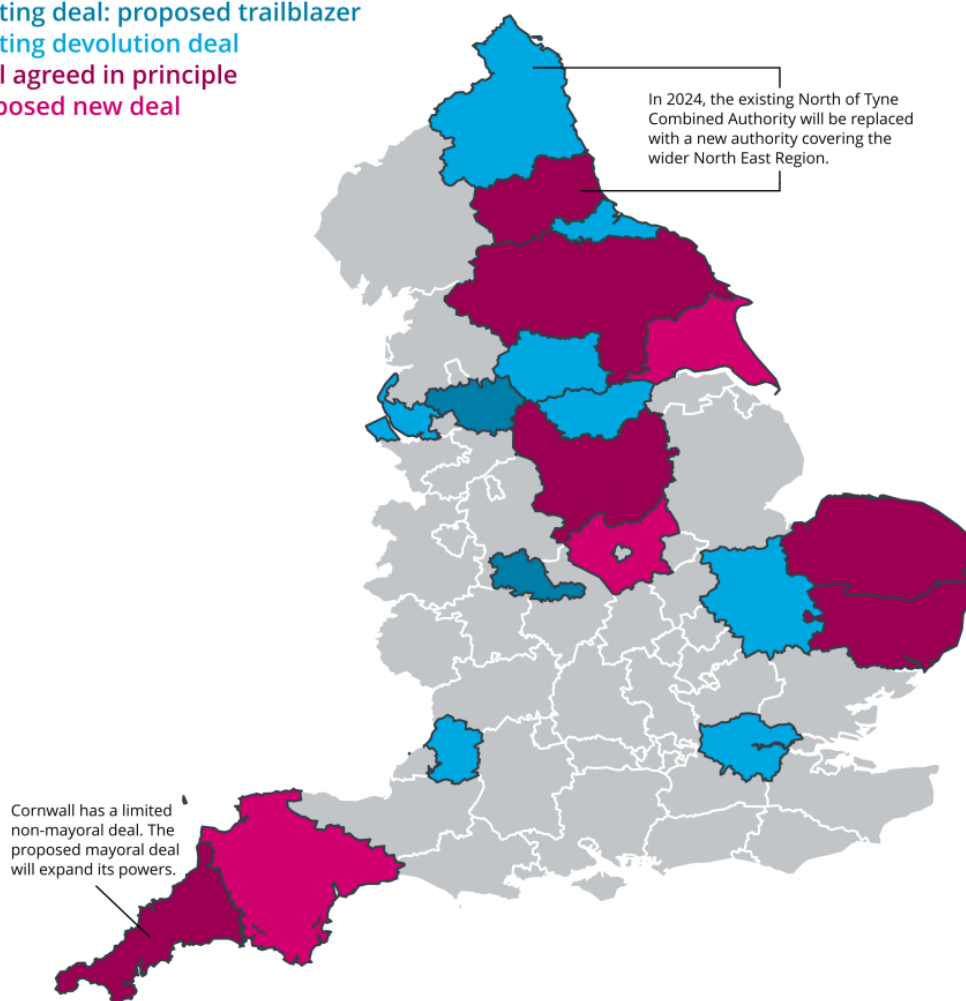 ting deal: proposed trailblazer
ting devolution deal
l agreed in principle
posed new deal
In 2024, the existing North of Tyne
Combined Authority will be replaced
with a new authority covering the
wider North East Region.
Cornwall has a limited
non-mayoral deal. The
proposed mayoral deal
will expand its powers.